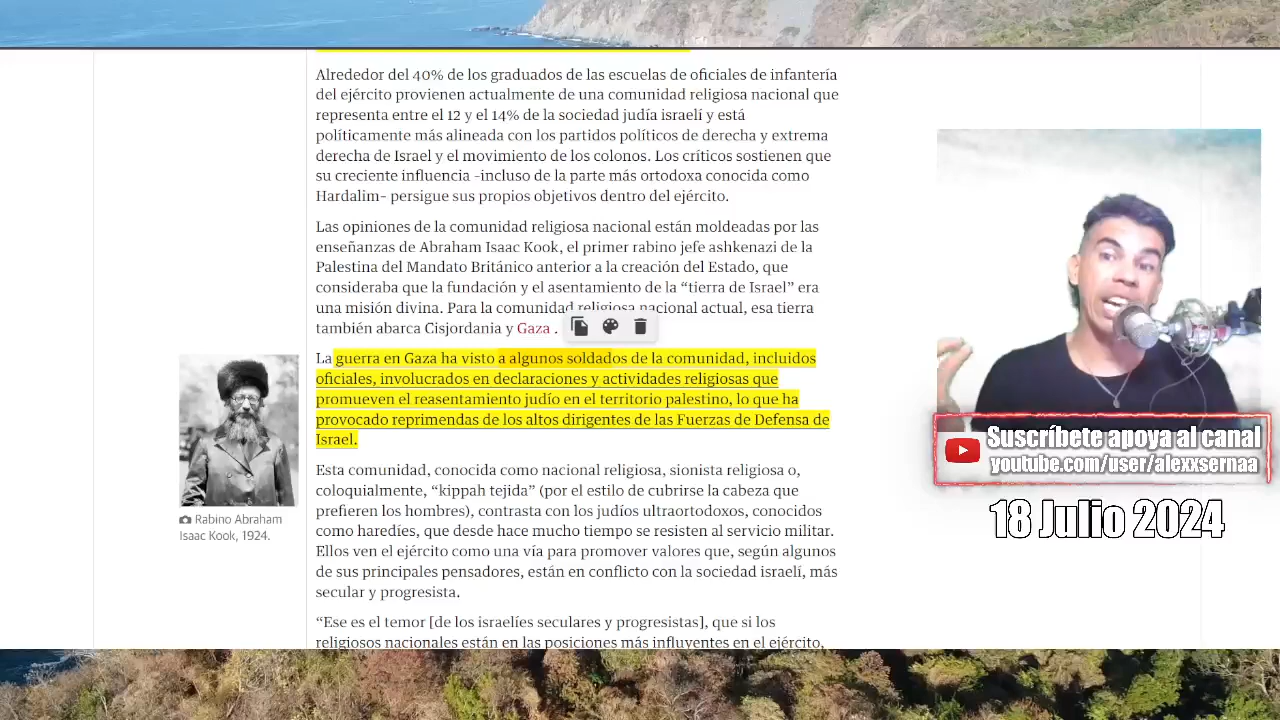 Alrededor del 40% de los graduados de las escuelas de oficiales de infantería
del ejército provienen actualmente de una comunidad religiosa nacional que
representa entre el 12 y el 14% de la sociedad judía israelí y está
políticamente más alineada con los partidos políticos de derecha y extrema
derecha de Israel y el movimiento de los colonos. Los críticos sostienen que
su creciente influencia –incluso de la parte más ortodoxa conocida como
Hardalim– persigue sus propios objetivos dentro del ejército.
Las opiniones de la comunidad religiosa nacional están moldeadas por las
enseñanzas de Abraham Isaac Kook, el primer rabino jefe ashkenazi de la
Palestina del Mandato Británico anterior a la creación del Estado, que
consideraba que la fundación y el asentamiento de la “tierra de Israel” era
una misión divina. Para la comunidad religiosa nacional actual, esa tierra
también abarca Cisjordania y Gaza .
La guerra en Gaza ha visto a algunos soldados de la comunidad, incluidos
oficiales, involucrados en declaraciones y actividades religiosas que
promueven el reasentamiento judío en el territorio palestino, lo que ha
provocado reprimendas de los altos dirigentes de las Fuerzas de Defensa de
Israel.
Rabino Abraham
Isaac Kook, 1924.
Esta comunidad, conocida como nacional religiosa, sionista religiosa o,
coloquialmente, “kippah tejida” (por el estilo de cubrirse la cabeza que
prefieren los hombres), contrasta con los judíos ultraortodoxos, conocidos
como haredíes, que desde hace mucho tiempo se resisten al servicio militar.
Ellos ven el ejército como una vía para promover valores que, según algunos
de sus principales pensadores, están en conflicto con la sociedad israelí, más
secular y progresista.
“Ese es el temor [de los israelíes seculares y progresistas], que si los
religiosos nacionales están en las posiciones más influyentes en el ejército,
Suscríbete apoya al canal
youtube.com/user/alexxsernaa
18 Julio 2024